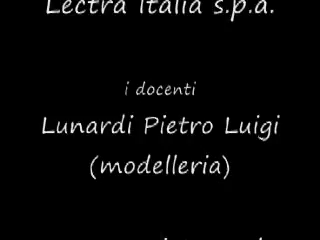 Lectra Italia s.p.a.
i docenti
Lunardi Pietro Luigi
(modelleria)